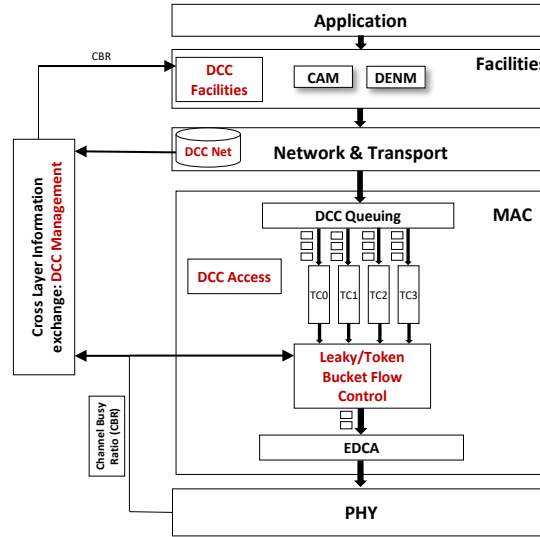 Application
CBR
Facilities
DCC
Facilities
CAM
DENM
DCC Net
Network & Transport
Cross Layer Information
exchange: DCC Management
MAC
DCC Queuing
DCC Access
TC0
TC1
TC2
TC3
Leaky/Token
Bucket Flow
Control
Channel Busy
Ratio (CBR)
EDCA
PHY